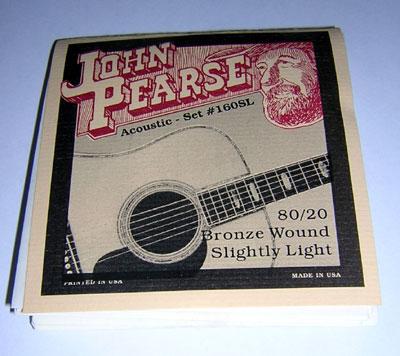 JOHN
PEARSE
Acoustic - Set #160SL
80/20
Bronze Wound
Slightly Light
PRINTED IN USA
MADE IN USA